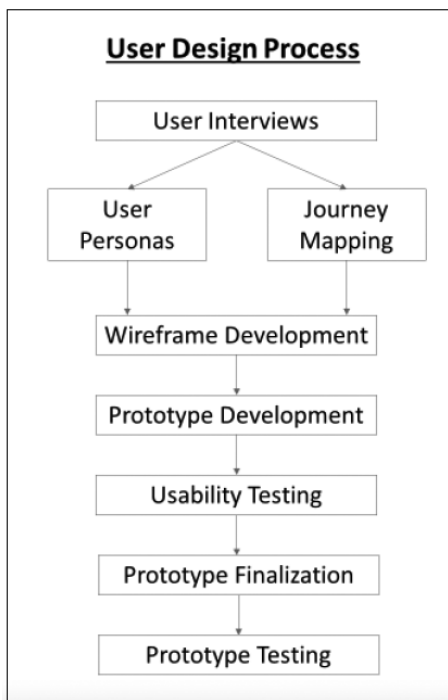 User Design Process
User Interviews
User
Personas
Journey
Mapping
Wireframe Development
Prototype Development
Usability Testing
Prototype Finalization
Prototype Testing